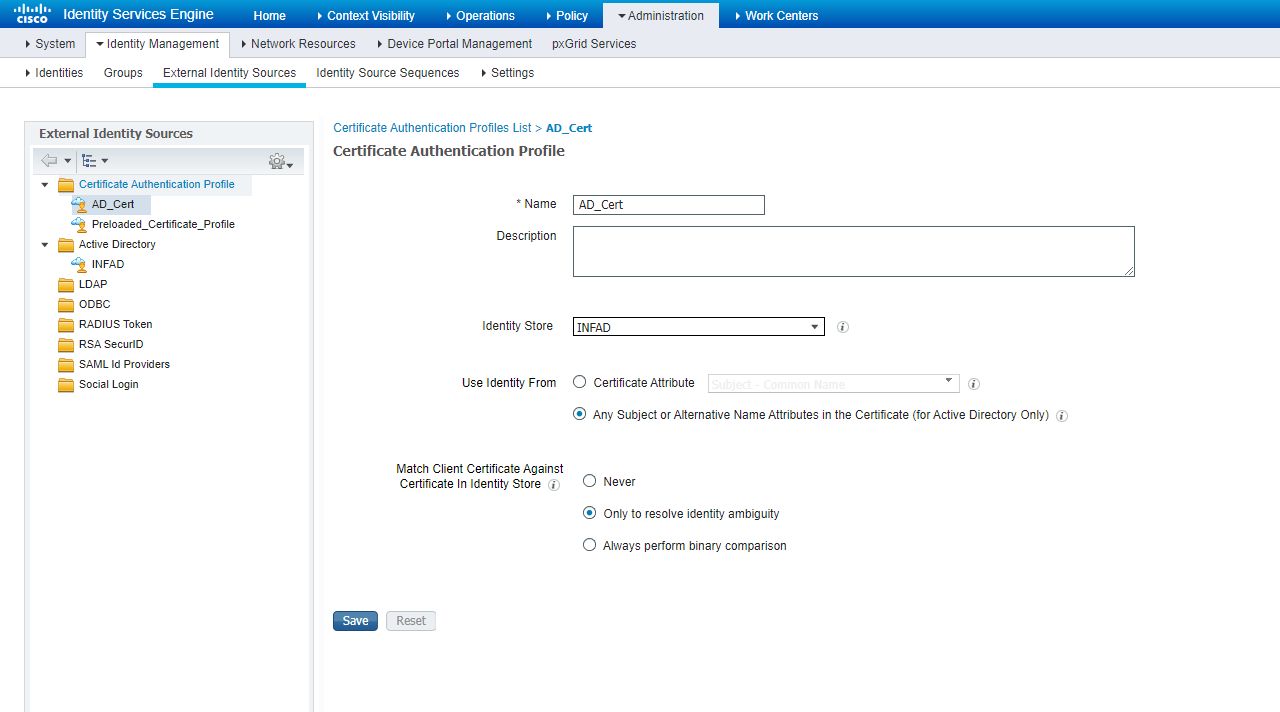 CISCO Identity Services Engine Home Context Visibility Operations Policy Administration Work Centers
System Identity Management Network Resources Device Portal Management pxGrid Services
Identities Groups External Identity Sources Identity Source Sequences Settings
External Identity Sources
Certificate Authentication Profile
AD_Cert
Preloaded_Certificate_Profile
Active Directory
INFAD
LDAP
ODBC
RADIUS Token
RSA SecurID
SAML Id Providers
Social Login
Certificate Authentication Profiles List > AD_Cert
Certificate Authentication Profile
* Name AD_Cert
Description
Identity Store INFAD
Use Identity From Certificate Attribute Subject - Common Name
Any Subject or Alternative Name Attributes in the Certificate (for Active Directory Only)
Match Client Certificate Against
Certificate In Identity Store
Never
Only to resolve identity ambiguity
Always perform binary comparison
Save Reset